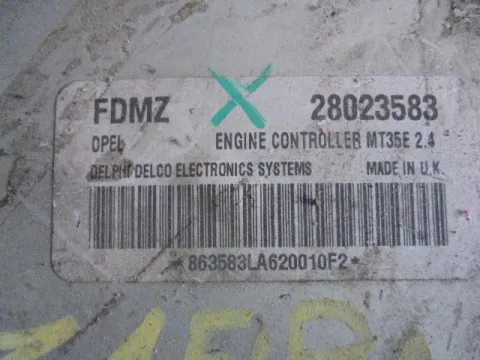 FDMZ 28023583
OPEL ENGINE CONTROLLER MT35E 2.4
DELPHI DELCO ELECTRONICS SYSTEMS MADE IN U.K.
*863583LA620010F2*